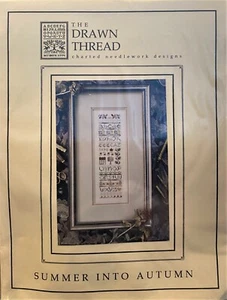 THE
DRAWN
THREAD
charted needlework designs
SUMMER INTO AUTUMN